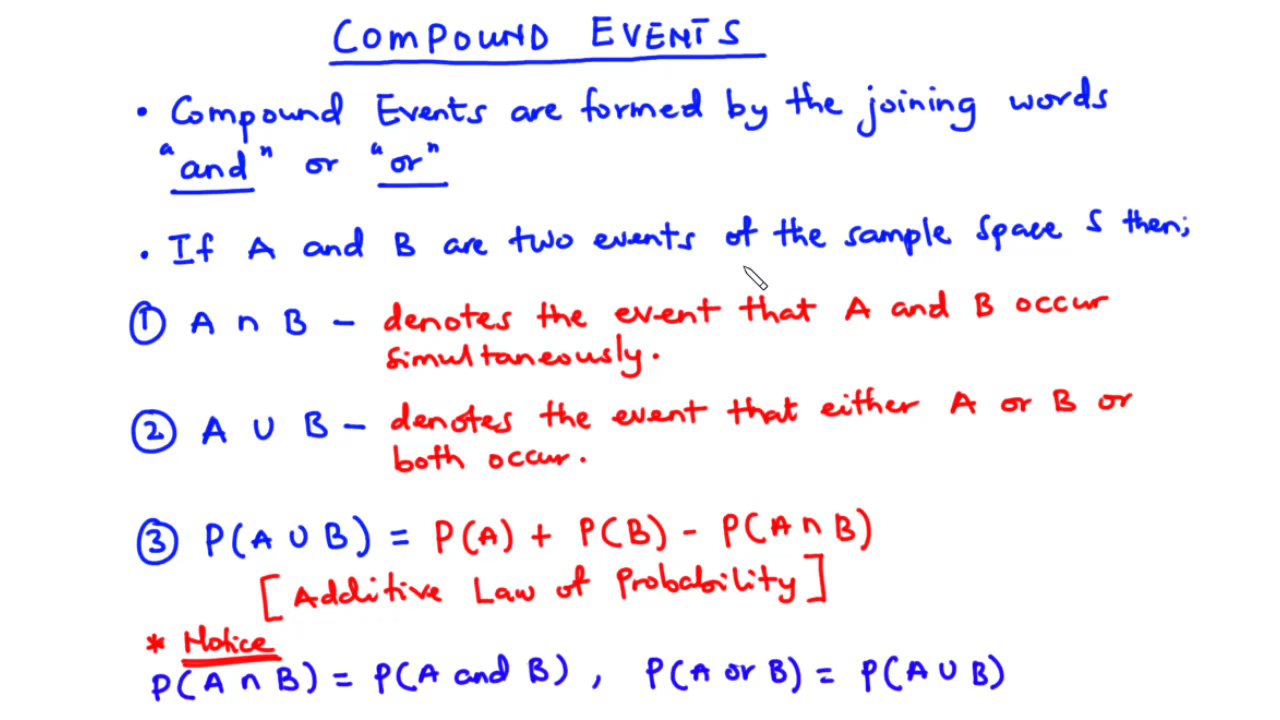 COMPOUND EVENTS
• Compound Events are formed by the joining words
"and" or "or"
• If A and B are two events of the sample space S then;
① A ∩ B – denotes the event that A and B occur
simultaneously.
② A ∪ B – denotes the event that either A or B or
both occur.
③ P(A ∪ B) = P(A) + P(B) - P(A ∩ B)
[Additive Law of Probability]
* Notice
P(A ∩ B) = P(A and B), P(A or B) = P(A ∪ B)